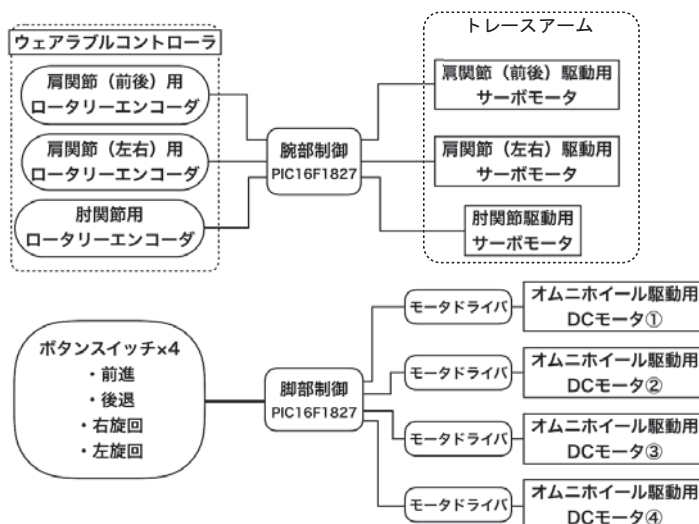 ウェアラブルコントローラ
肩関節（前後）用
ロータリーエンコーダ
肩関節（左右）用
ロータリーエンコーダ
肘関節用
ロータリーエンコーダ
腕部制御
PIC16F1827
トレースアーム
肩関節（前後）駆動用
サーボモータ
肩関節（左右）駆動用
サーボモータ
肘関節駆動用
サーボモータ
ボタンスイッチ×4
・前進
・後退
・右旋回
・左旋回
脚部制御
PIC16F1827
モータドライバ
オムニホイール駆動用
DCモータ①
モータドライバ
オムニホイール駆動用
DCモータ②
モータドライバ
オムニホイール駆動用
DCモータ③
モータドライバ
オムニホイール駆動用
DCモータ④